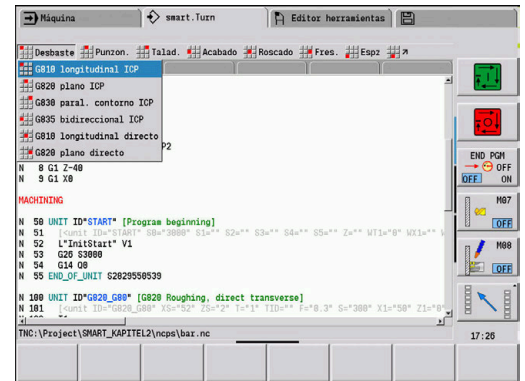 Máquina
smart.Turn
Editor herramientas
Desbaste Punzon. Talad. Acabado Roscado Fres. Espz
G810 longitudinal ICP
G820 plano ICP
G830 paral. contorno ICP
G835 bidireccional ICP
G810 longitudinal directo
G820 plano directo
P2
N 8 G1 Z-40
N 9 G1 X0
MACHINING
N 50 UNIT ID"START" [Program beginning]
N 51 [<unit ID="START" S0="3000" S1="" S2="" S3="" S4="" S5="" Z="" WT1="0" WX1=""
N 52 L"InitStart" V1
N 53 G26 S3000
N 54 G14 Q0
N 55 END_OF_UNIT S2029550539
N 100 UNIT ID"G820_G80" [G820 Roughing, direct transverse]
N 101 [<unit ID="G820_G80" XS="52" ZS="2" T="1" TID="" F="0.3" S="300" X1="50" Z1="0"
TNC:\Project\SMART_KAPITEL2\ncps\bar.nc
END PGM
OFF
OFF ON
M07
OFF
M08
OFF
17:26